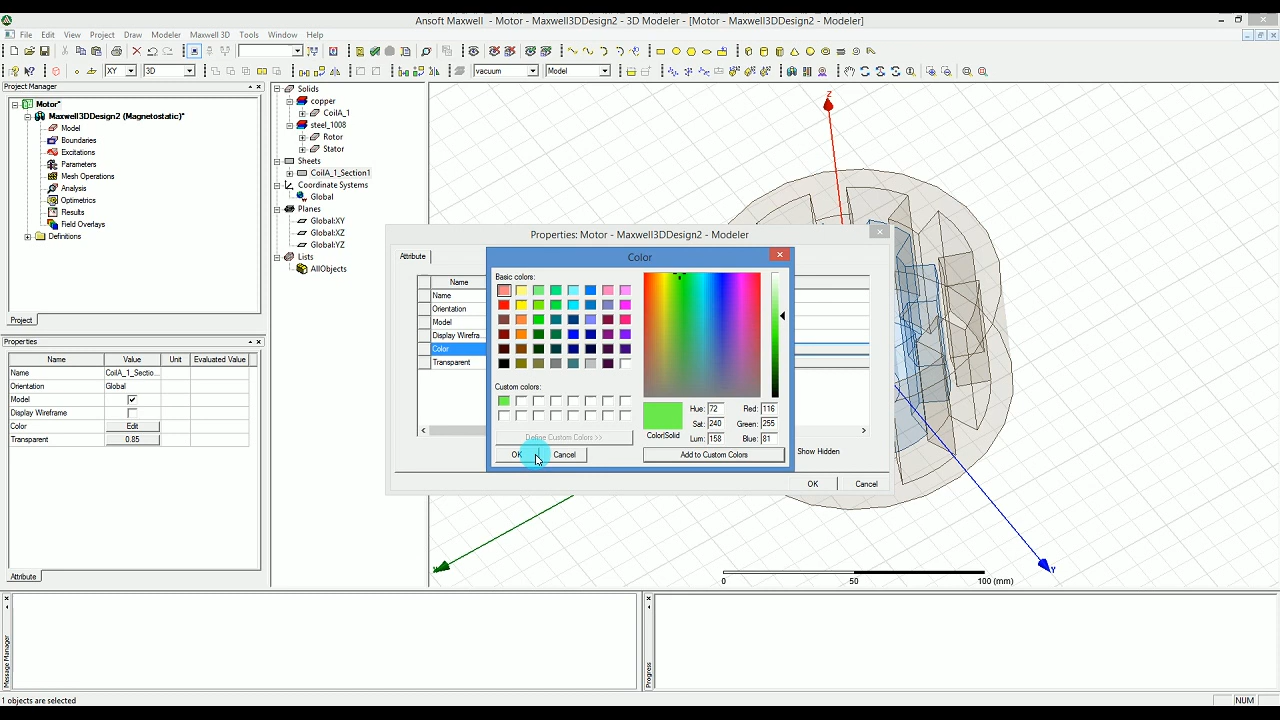 Ansoft Maxwell - Motor - Maxwell3DDesign2 - 3D Modeler - [Motor - Maxwell3DDesign2 - Modeler]
File Edit View Project Draw Modeler Maxwell 3D Tools Window Help
XY 3D vacuum Model
Project Manager
Motor*
Maxwell3DDesign2 (Magnetostatic)*
Model
Boundaries
Excitations
Parameters
Mesh Operations
Analysis
Optimetrics
Results
Field Overlays
Definitions
Project
Properties
Name Value Unit Evaluated Value
Name CoilA_1_Sectio...
Orientation Global
Model
Display Wireframe
Color Edit
Transparent 0.85
Attribute
Solids
copper
CoilA_1
steel_1008
Rotor
Stator
Sheets
CoilA_1_Section1
Coordinate Systems
Global
Planes
Global:XY
Global:XZ
Global:YZ
Lists
AllObjects
Z
Properties: Motor - Maxwell3DDesign2 - Modeler
Attribute
Name
Name
Orientation
Model
Display Wirefra...
Color
Transparent
Show Hidden
OK Cancel
Color
Basic colors:
Custom colors:
Define Custom Colors >>
OK Cancel
Color|Solid
Hue: 72 Red: 116
Sat: 240 Green: 255
Lum: 158 Blue: 81
Add to Custom Colors
Y
0 50 100 (mm)
Message Manager
Progress
1 objects are selected
NUM